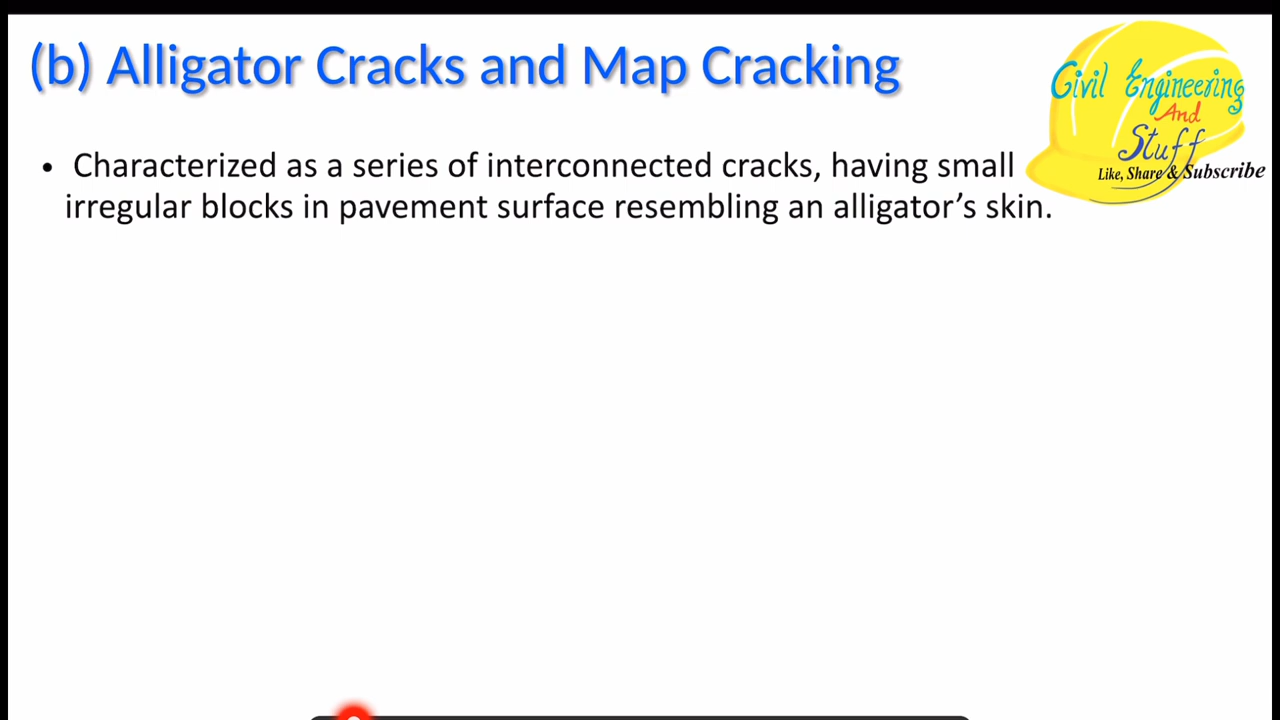 (b) Alligator Cracks and Map Cracking
Civil Engineering
And
Stuff
Like, Share & Subscribe
• Characterized as a series of interconnected cracks, having small
irregular blocks in pavement surface resembling an alligator’s skin.